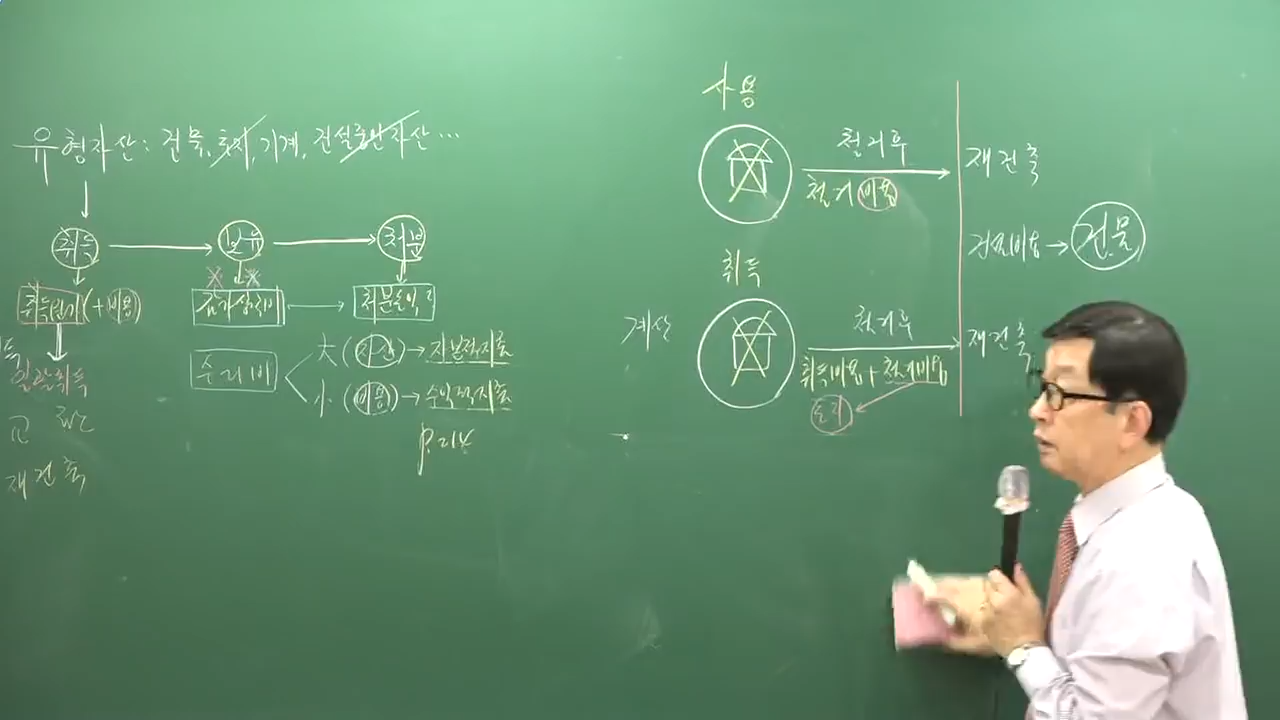 유형자산: 건물, 토지, 기계, 건설중인자산 ...
취득 → 보유 → 처분
취득원가(+비용)
감가상각비 → 처분손익?
득
일괄취득
교환
재건축
수리비
大 (자산) → 자본적지출
小 (비용) → 수익적지출
P.
사용
철거후
철거비용
재건축
건설비용 → 건물
취득
계산
철거후
취득비용 + 철거비용
토지
재건축